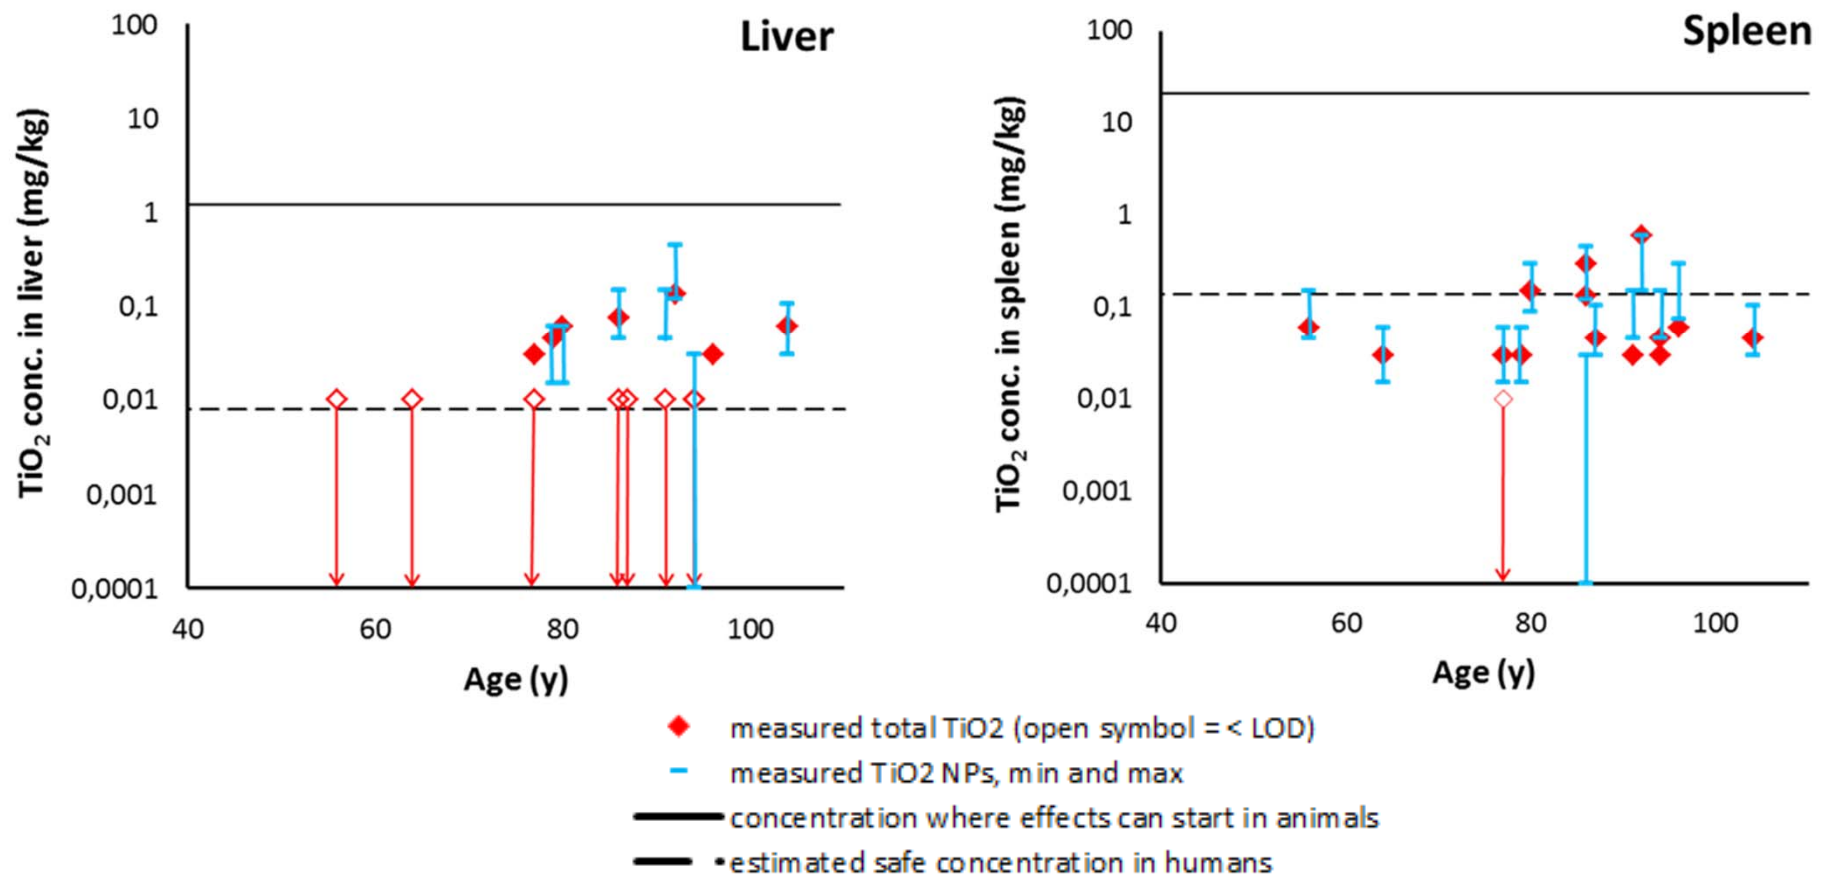 Liver
TiO2 conc. in liver (mg/kg)
100
10
1
0,1
0,01
0,001
0,0001
40 60 80 100
Age (y)
Spleen
TiO2 conc. in spleen (mg/kg)
100
10
1
0,1
0,01
0,001
0,0001
40 60 80 100
Age (y)
measured total TiO2 (open symbol = < LOD)
measured TiO2 NPs, min and max
concentration where effects can start in animals
estimated safe concentration in humans